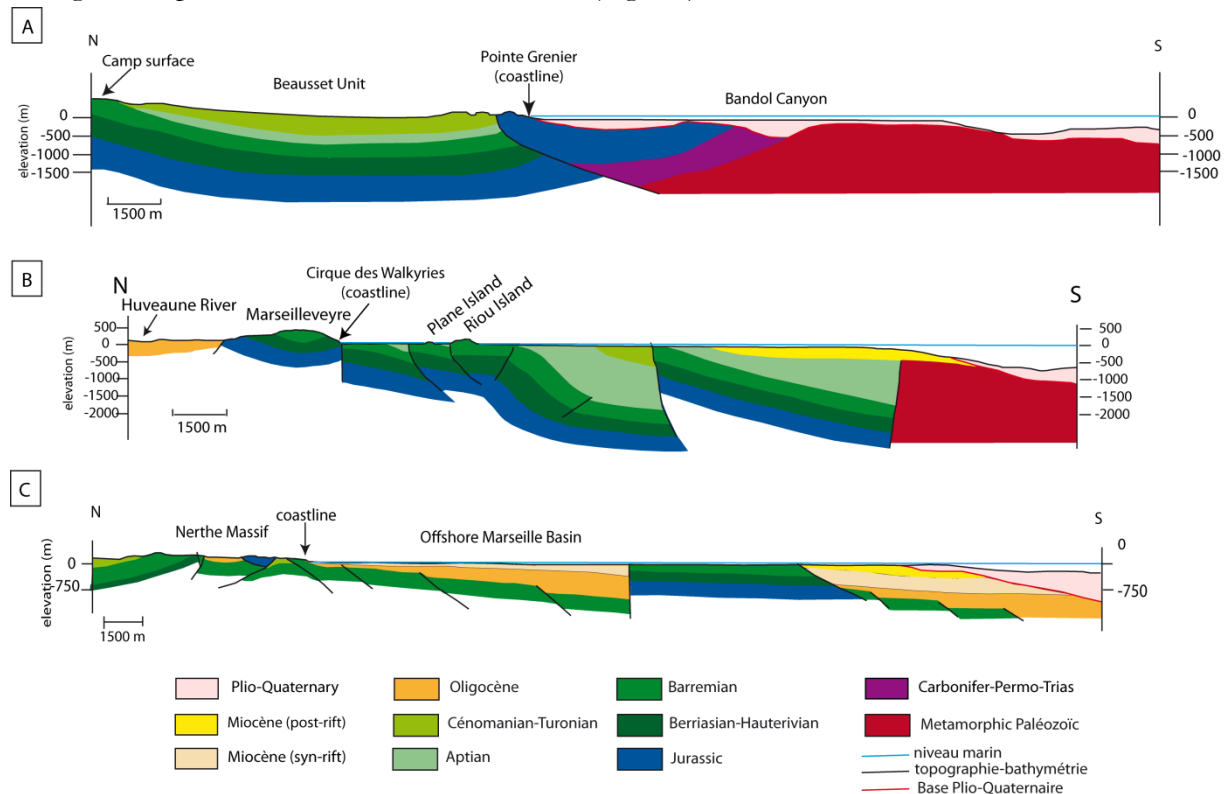 A
N
S
Camp surface
Beausset Unit
Pointe Grenier
(coastline)
Bandol Canyon
elevation (m)
0
-500
-1000
-1500
0
-500
-1000
-1500
1500 m
B
N
S
Huveaune River
Marseilleveyre
Cirque des Walkyries
(coastline)
Plane Island
Riou Island
elevation (m)
500
0
-500
-1000
-1500
-2000
500
0
-500
-1000
-1500
-2000
1500 m
C
N
S
Nerthe Massif
coastline
Offshore Marseille Basin
elevation (m)
0
-750
0
-750
1500 m
Plio-Quaternary
Oligocène
Barremian
Carbonifer-Permo-Trias
Miocène (post-rift)
Cénomanian-Turonian
Berriasian-Hauterivian
Metamorphic Paléozoïc
Miocène (syn-rift)
Aptian
Jurassic
niveau marin
topographie-bathymétrie
Base Plio-Quaternaire